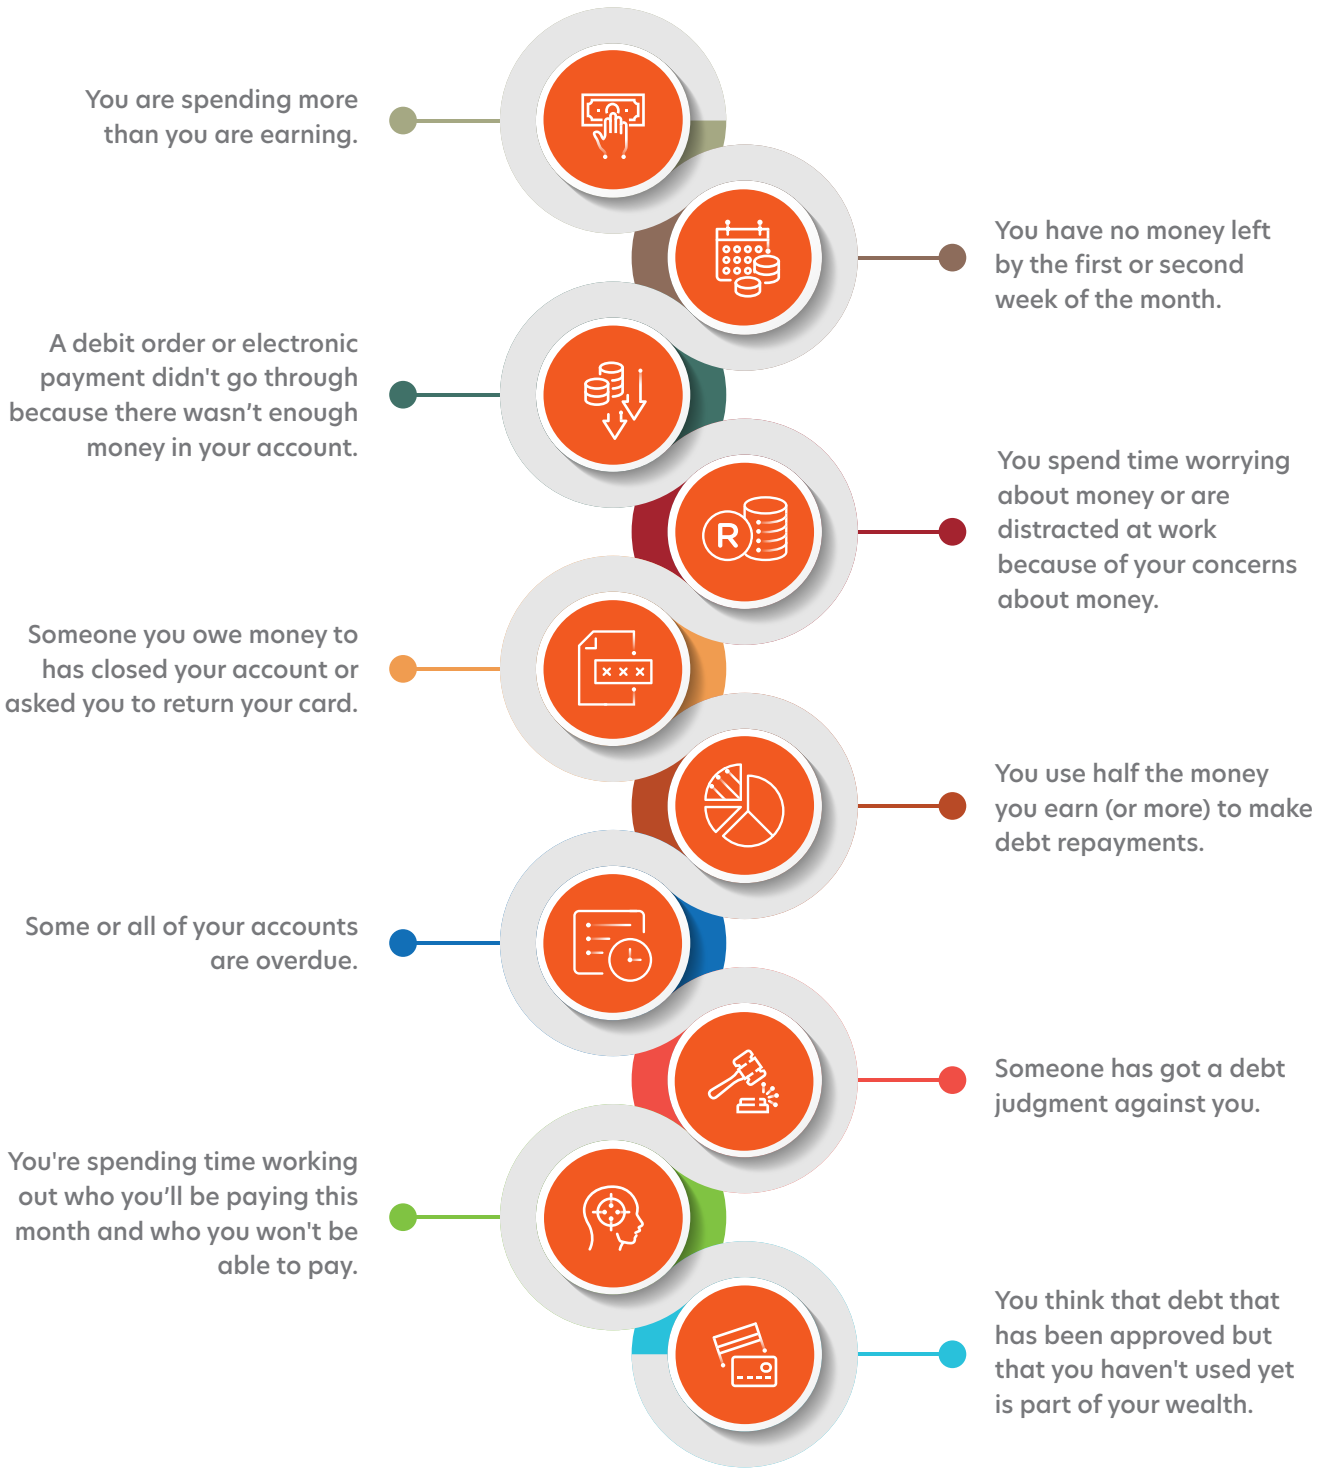 You are spending more
than you are earning.
You have no money left
by the first or second
week of the month.
A debit order or electronic
payment didn't go through
because there wasn’t enough
money in your account.
R
You spend time worrying
about money or are
distracted at work
because of your concerns
about money.
Someone you owe money to
has closed your account or
asked you to return your card.
You use half the money
you earn (or more) to make
debt repayments.
Some or all of your accounts
are overdue.
Someone has got a debt
judgment against you.
You're spending time working
out who you’ll be paying this
month and who you won't be
able to pay.
You think that debt that
has been approved but
that you haven't used yet
is part of your wealth.